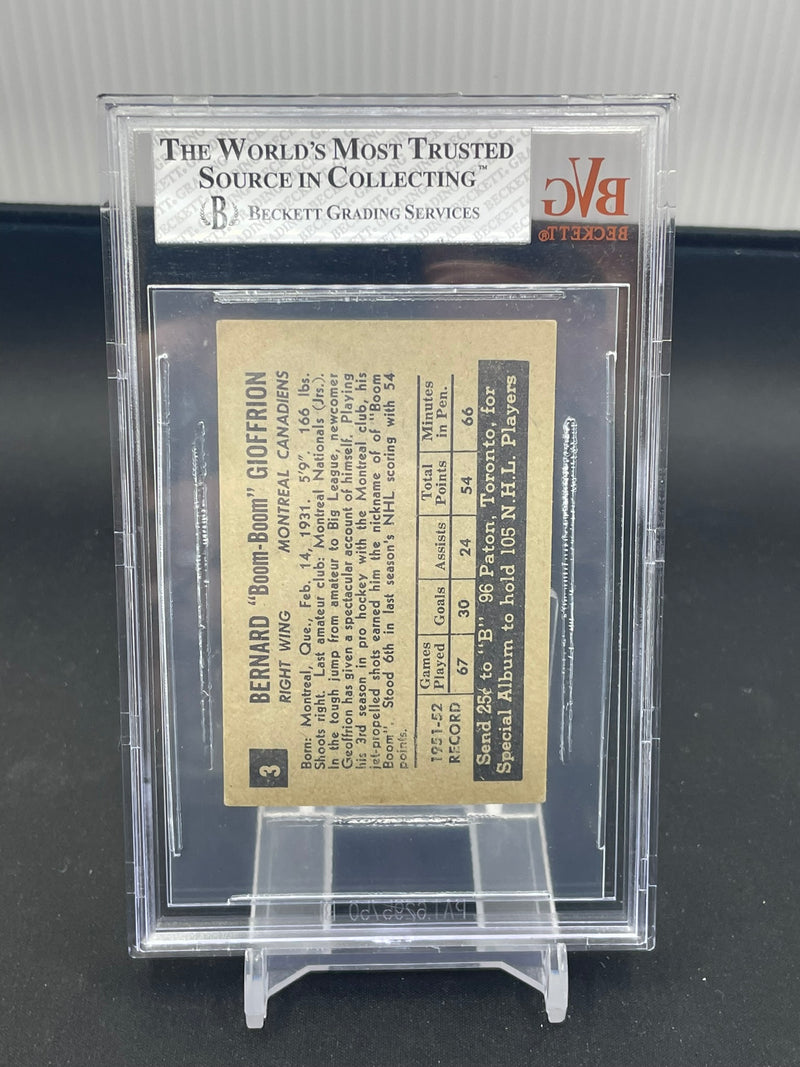 THE WORLD'S MOST TRUSTED
SOURCE IN COLLECTING™
B BECKETT GRADING SERVICES
BVG
BECKETT®
3
BERNARD "BOOM-BOOM" GIOFFRION
RIGHT WING MONTREAL CANADIENS
Born: Montreal, Que., Feb. 14, 1931. 5'9". 166 lbs.
Shoots right. Last amateur club: Montreal Nationals (Jrs.).
In the tough jump from amateur to Big League, newcomer
Geoffrion has given a spectacular account of himself. Playing
his 3rd season in pro hockey with the Montreal club, his
jet-propelled shots earned him the nickname of of "Boom
Boom". Stood 6th in last season's NHL scoring with 54
points.
1951-52 RECORD
Games Played Goals Assists Total Points Minutes in Pen.
67 30 24 54 66
Send 25¢ to "B" 96 Paton, Toronto, for
Special Album to hold 105 N.H.L. Players